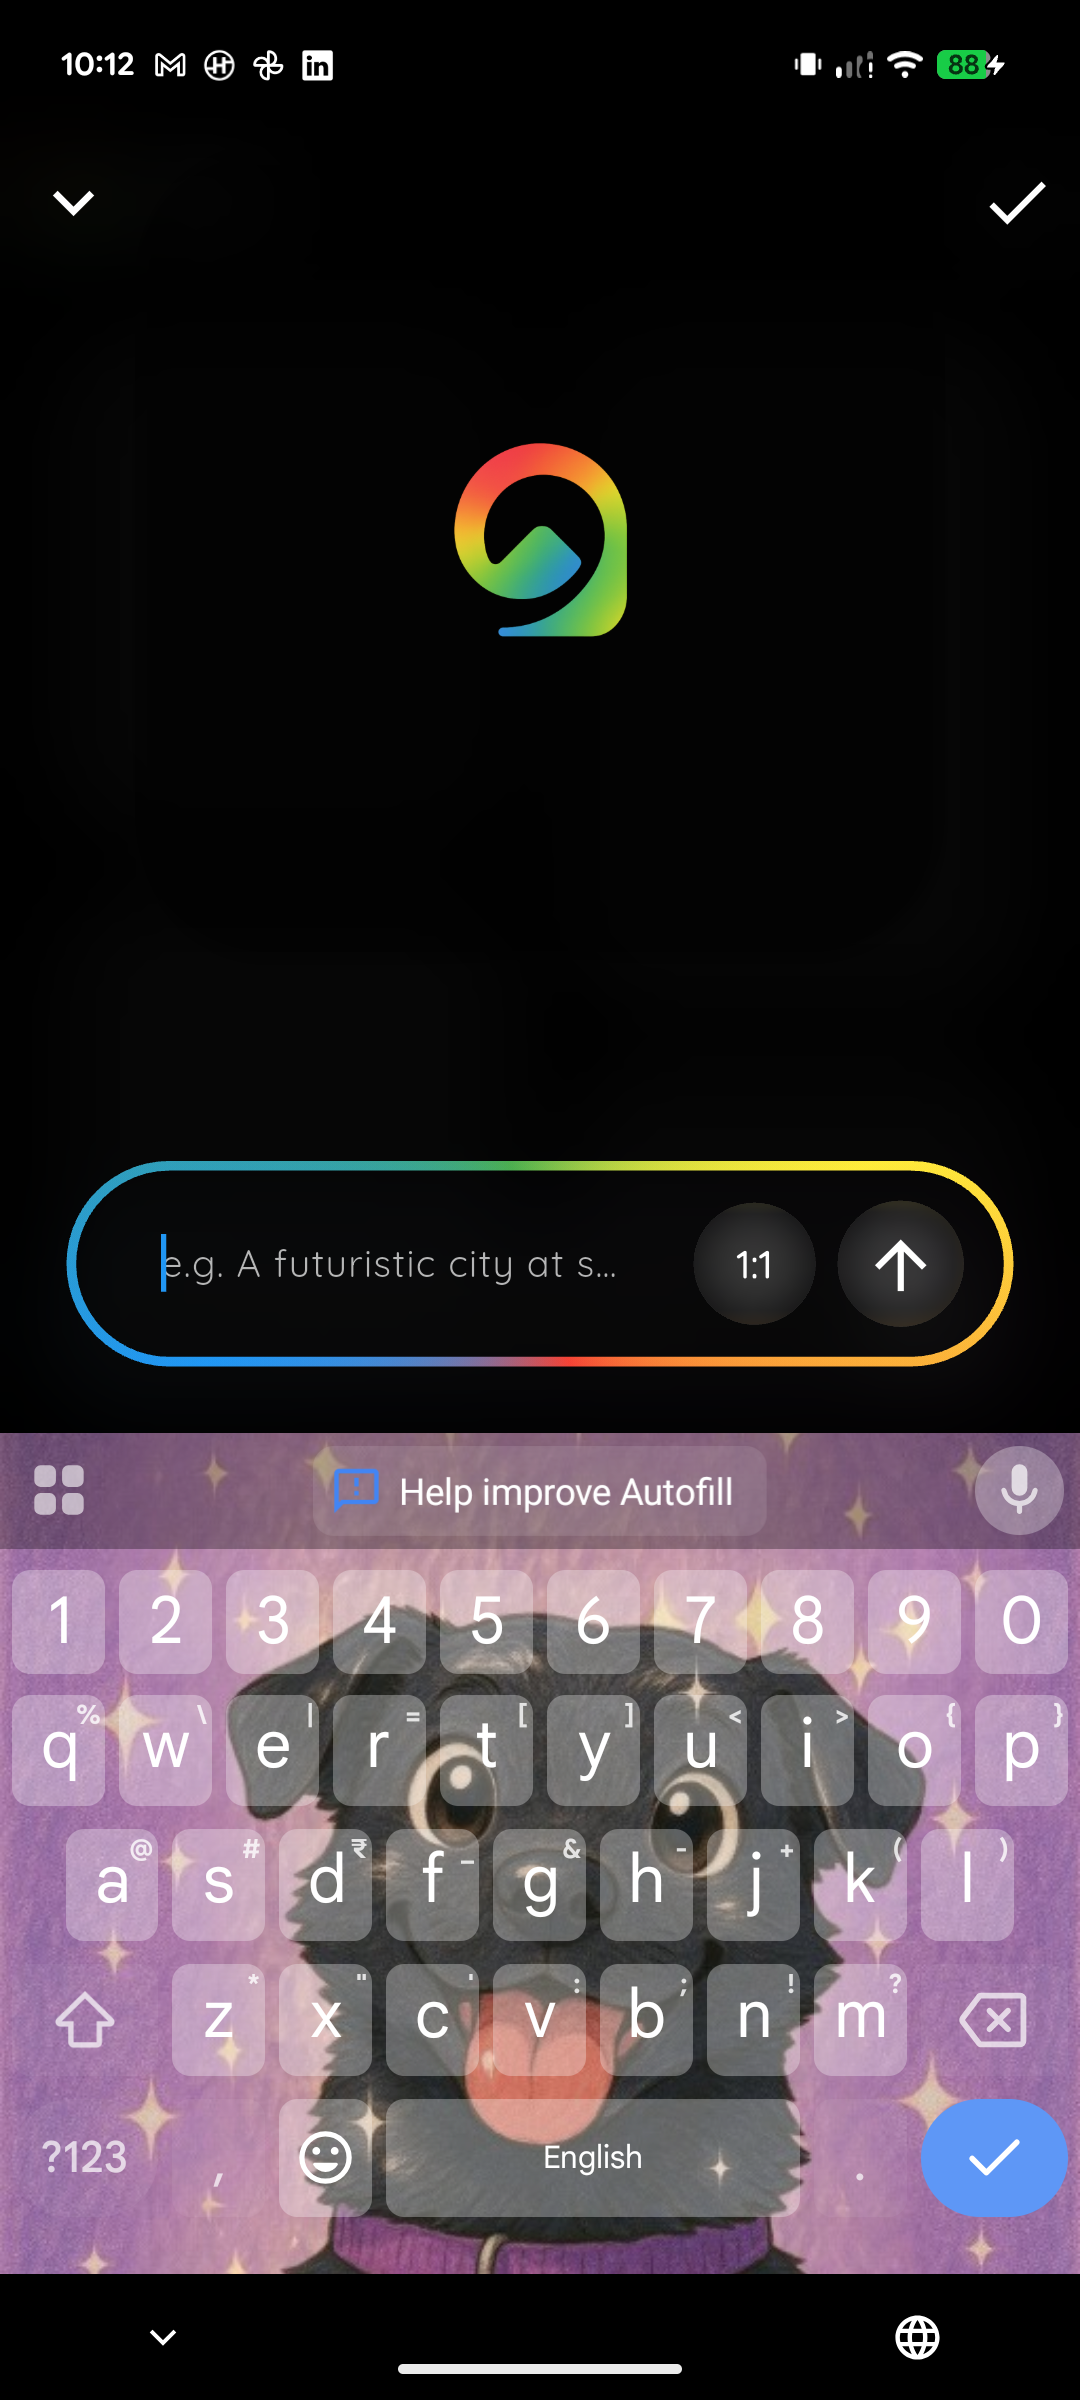 10:12
88
e.g. A futuristic city at s...
1:1
Help improve Autofill
1 2 3 4 5 6 7 8 9 0
% \ | = [ ] < > { }
q w e r t y u i o p
@ # ₹ _ & - + ( )
a s d f g h j k l
* " ' : ; ! ?
z x c v b n m
?123 , English .